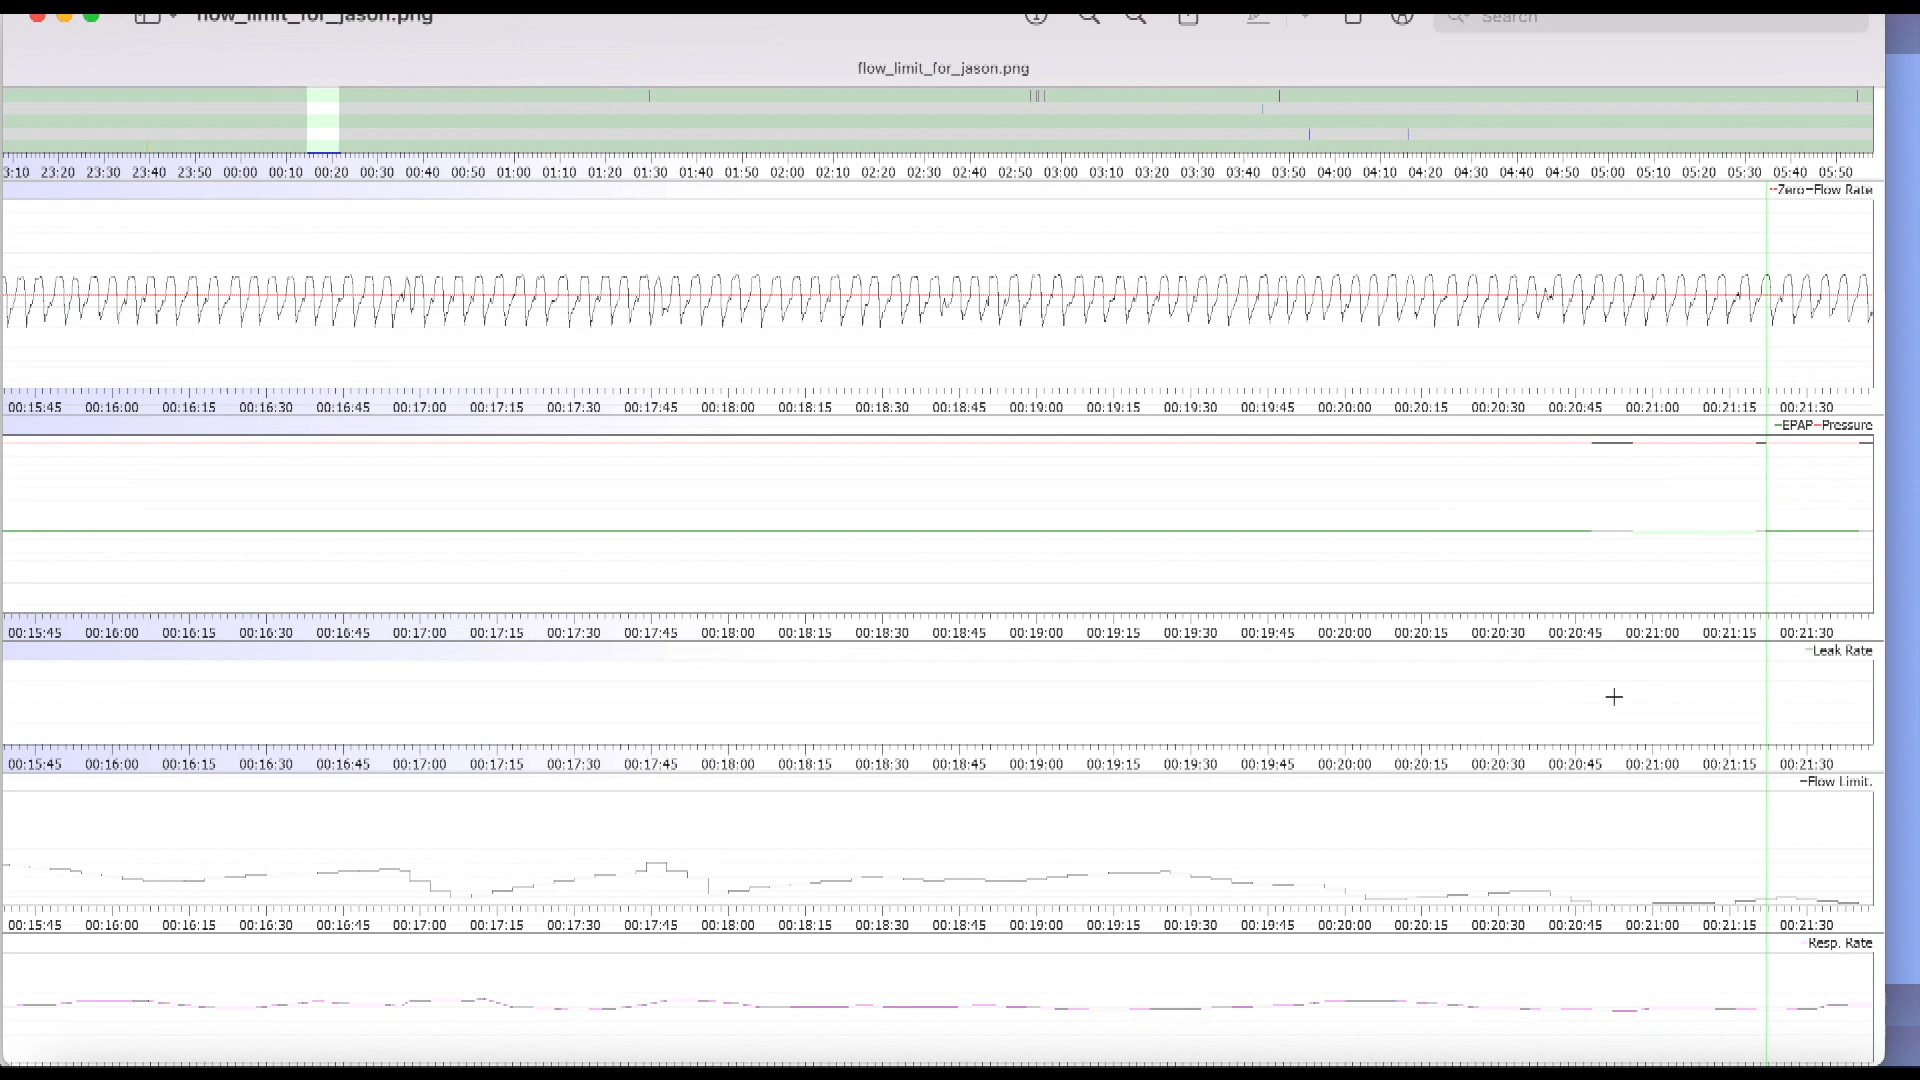 flow_limit_for_jason.png
Search
flow_limit_for_jason.png
3:10 23:20 23:30 23:40 23:50 00:00 00:10 00:20 00:30 00:40 00:50 01:00 01:10 01:20 01:30 01:40 01:50 02:00 02:10 02:20 02:30 02:40 02:50 03:00 03:10 03:20 03:30 03:40 03:50 04:00 04:10 04:20 04:30 04:40 04:50 05:00 05:10 05:20 05:30 05:40 05:50
Zero Flow Rate
00:15:45 00:16:00 00:16:15 00:16:30 00:16:45 00:17:00 00:17:15 00:17:30 00:17:45 00:18:00 00:18:15 00:18:30 00:18:45 00:19:00 00:19:15 00:19:30 00:19:45 00:20:00 00:20:15 00:20:30 00:20:45 00:21:00 00:21:15 00:21:30
EPAP Pressure
00:15:45 00:16:00 00:16:15 00:16:30 00:16:45 00:17:00 00:17:15 00:17:30 00:17:45 00:18:00 00:18:15 00:18:30 00:18:45 00:19:00 00:19:15 00:19:30 00:19:45 00:20:00 00:20:15 00:20:30 00:20:45 00:21:00 00:21:15 00:21:30
Leak Rate
00:15:45 00:16:00 00:16:15 00:16:30 00:16:45 00:17:00 00:17:15 00:17:30 00:17:45 00:18:00 00:18:15 00:18:30 00:18:45 00:19:00 00:19:15 00:19:30 00:19:45 00:20:00 00:20:15 00:20:30 00:20:45 00:21:00 00:21:15 00:21:30
Flow Limit.
00:15:45 00:16:00 00:16:15 00:16:30 00:16:45 00:17:00 00:17:15 00:17:30 00:17:45 00:18:00 00:18:15 00:18:30 00:18:45 00:19:00 00:19:15 00:19:30 00:19:45 00:20:00 00:20:15 00:20:30 00:20:45 00:21:00 00:21:15 00:21:30
Resp. Rate